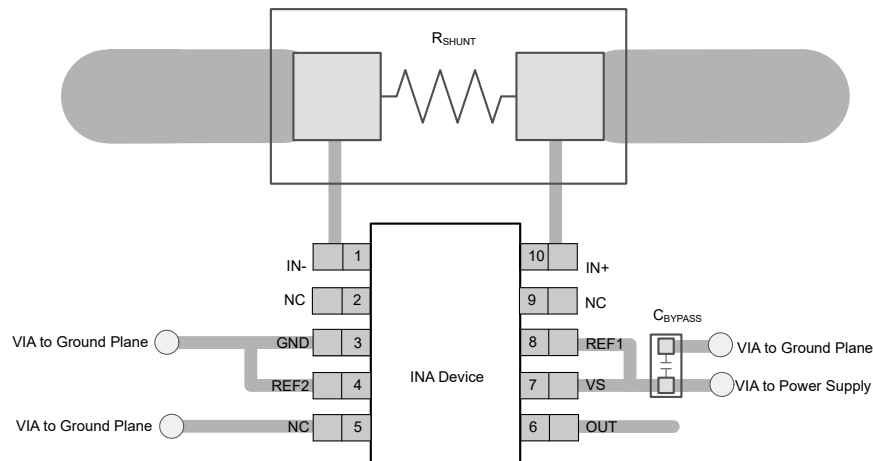 RSHUNT
IN-
1
10
IN+
NC
2
9
NC
CBYPASS
VIA to Ground Plane
GND
3
8
REF1
VIA to Ground Plane
INA Device
REF2
4
7
VS
VIA to Power Supply
VIA to Ground Plane
NC
5
6
OUT